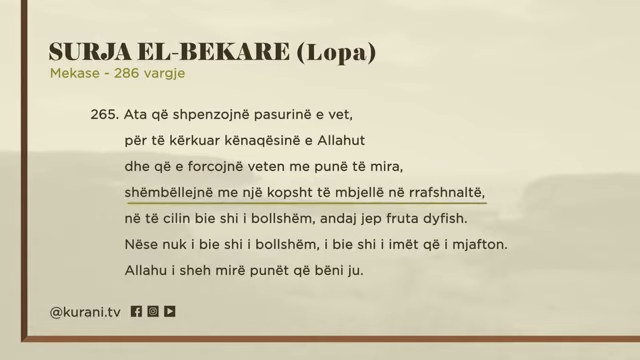 SURJA EL-BEKARE (Lopa)
Mekase - 286 vargje
265. Ata që shpenzojnë pasurinë e vet,
për të kërkuar kënaqësinë e Allahut
dhe që e forcojnë veten me punë të mira,
shëmbëllejnë me një kopsht të mbjellë në rrafshnaltë,
në të cilin bie shi i bollshëm, andaj jep fruta dyfish.
Nëse nuk i bie shi i bollshëm, i bie shi i imët që i mjafton.
Allahu i sheh mirë punët që bëni ju.
@kurani.tv